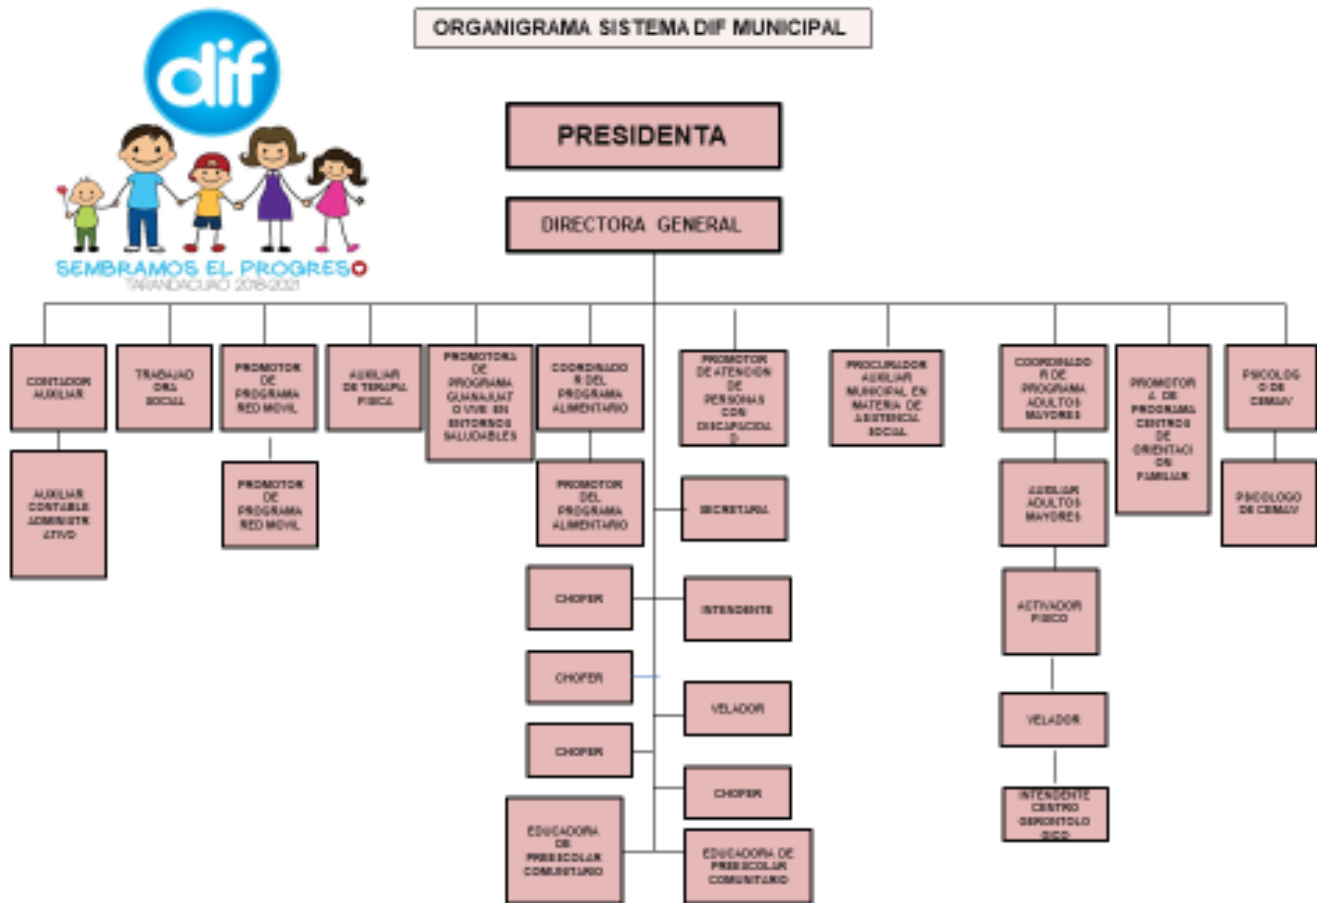 ORGANIGRAMA SISTEMA DIF MUNICIPAL
dif
SEMBRAMOS EL PROGRESO
TARANDACUAO 2018-2021
PRESIDENTA
DIRECTORA GENERAL
CONTADOR
AUXILIAR
TRABAJAD
ORA
SOCIAL
PROMOTOR
DE
PROGRAMA
RED MOVIL
AUXILIAR
DE TERAPIA
FISICA
PROMOTORA
DE
PROGRAMA
GUANAJUAT
O VIVE EN
ENTORNOS
SALUDABLES
COORDINADO
R DEL
PROGRAMA
ALIMENTARIO
PROMOTOR
DE ATENCION
DE
PERSONAS
CON
DISCAPACIDA
D
PROCURADOR
AUXILIAR
MUNICIPAL EN
MATERIA DE
ASISTENCIA
SOCIAL
COORDINADO
R DE
PROGRAMA
ADULTOS
MAYORES
PROMOTOR
A DE
PROGRAMA
CENTROS
DE
ORIENTAC
ION
FAMILIAR
PSICOLO
GO DE
CEMAIV
AUXILIAR
CONTABLE
ADMINISTR
ATIVO
PROMOTOR
DE
PROGRAMA
RED MOVIL
PROMOTOR
DEL
PROGRAMA
ALIMENTARIO
SECRETARIA
AUXILIAR
ADULTOS
MAYORES
PSICOLOGO
DE CEMAIV
CHOFER
INTENDENTE
ACTIVADOR
FISICO
CHOFER
VELADOR
VELADOR
CHOFER
CHOFER
INTENDENTE
CENTRO
GERONTOLO
GICO
EDUCADORA
DE
PREESCOLAR
COMUNITARIO
EDUCADORA DE
PREESCOLAR
COMUNITARIO